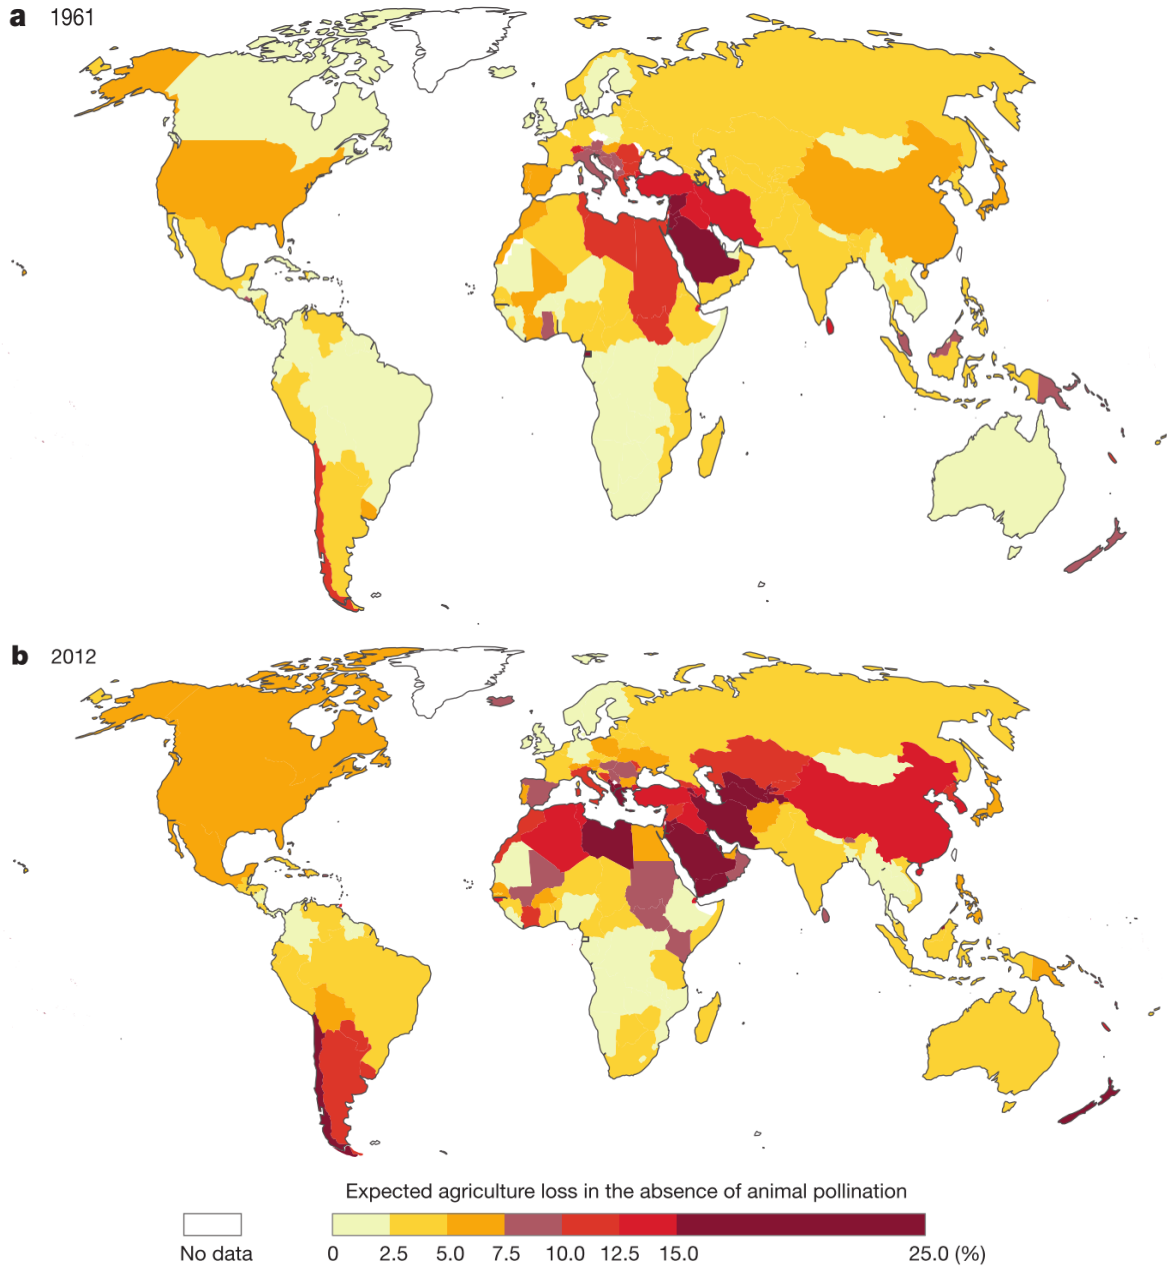 a 1961
b 2012
Expected agriculture loss in the absence of animal pollination
No data
0 2.5 5.0 7.5 10.0 12.5 15.0 25.0 (%)